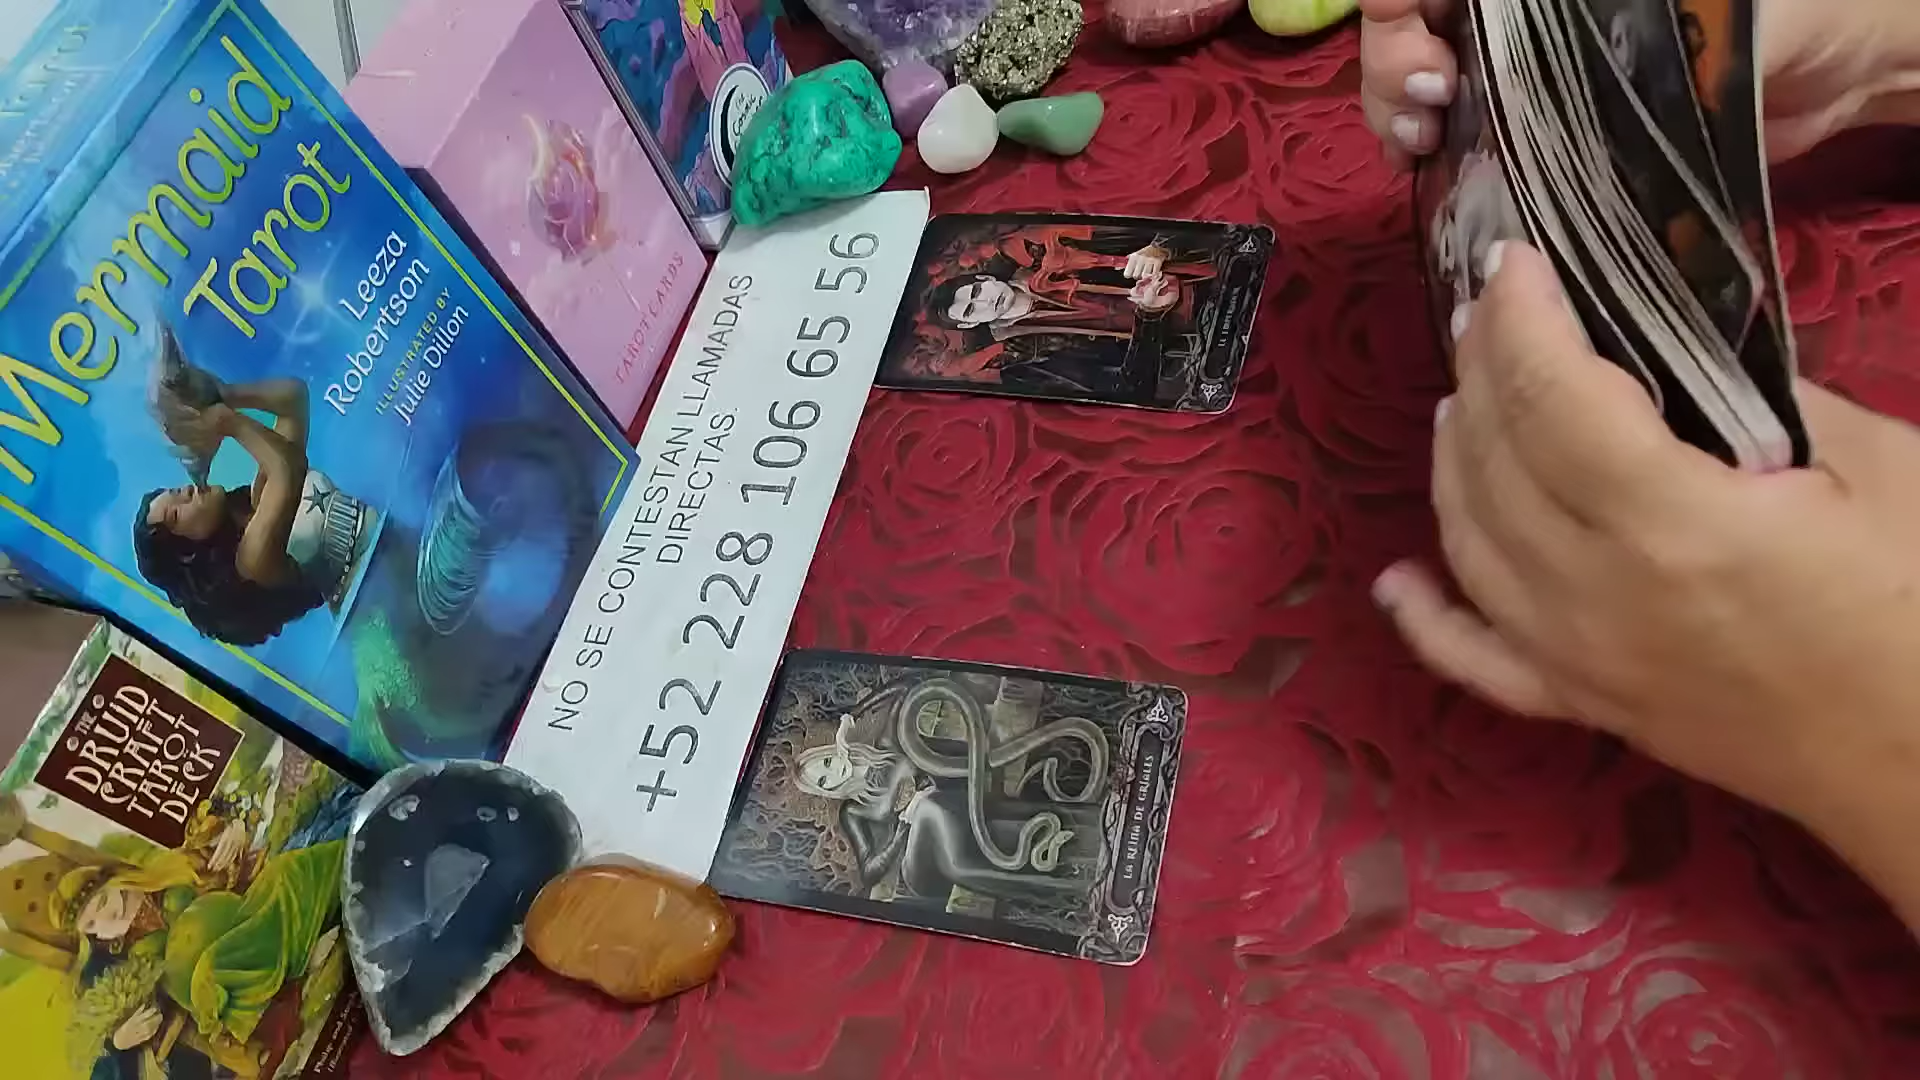 Mermaid
Tarot
Leeza
Robertson
ILLUSTRATED BY
Julie Dillon
TAROT CARDS
NO SE CONTESTAN LLAMADAS
DIRECTAS.
+52 228 106 65 56
LA REINA DE GRIALES
THE
DRUID
CRAFT
TAROT
DECK